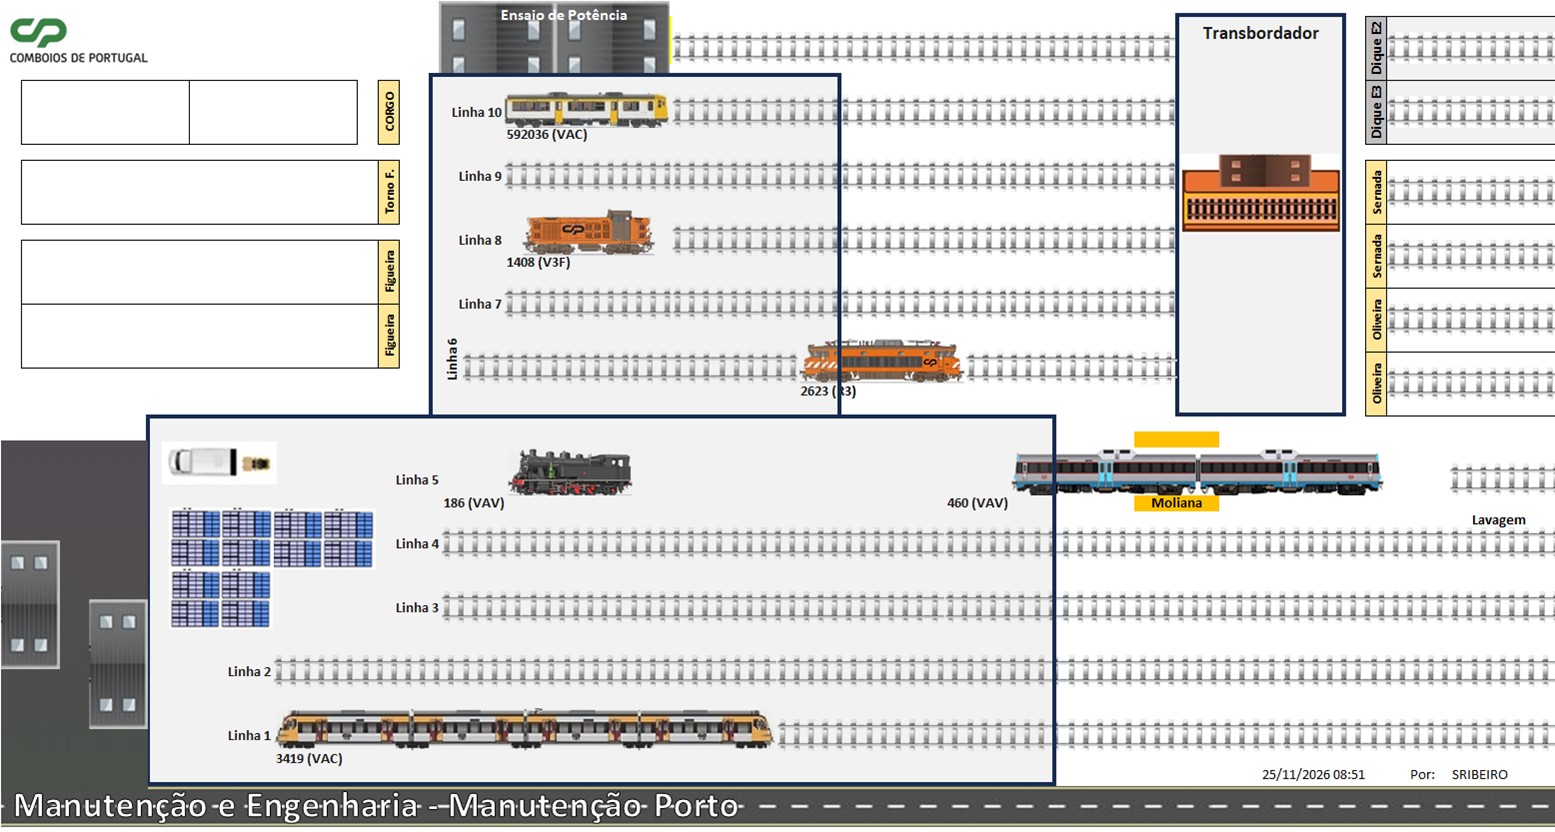 Ensaio de Potência
Transbordador
CP
COMBOIOS DE PORTUGAL
CORGO
Torno F.
Figueira
Figueira
Dique E2
Dique E3
Sernada
Sernada
Oliveira
Oliveira
Linha 10
592036 (VAC)
Linha 9
Linha 8
CP
1408 (V3F)
Linha 7
Linha 6
CP
2623 (R3)
Linha 5
186 (VAV)
460 (VAV)
Moliana
Lavagem
Linha 4
Linha 3
Linha 2
Linha 1
3419 (VAC)
25/11/2026 08:51 Por: SRIBEIRO
Manutenção e Engenharia - Manutenção Porto